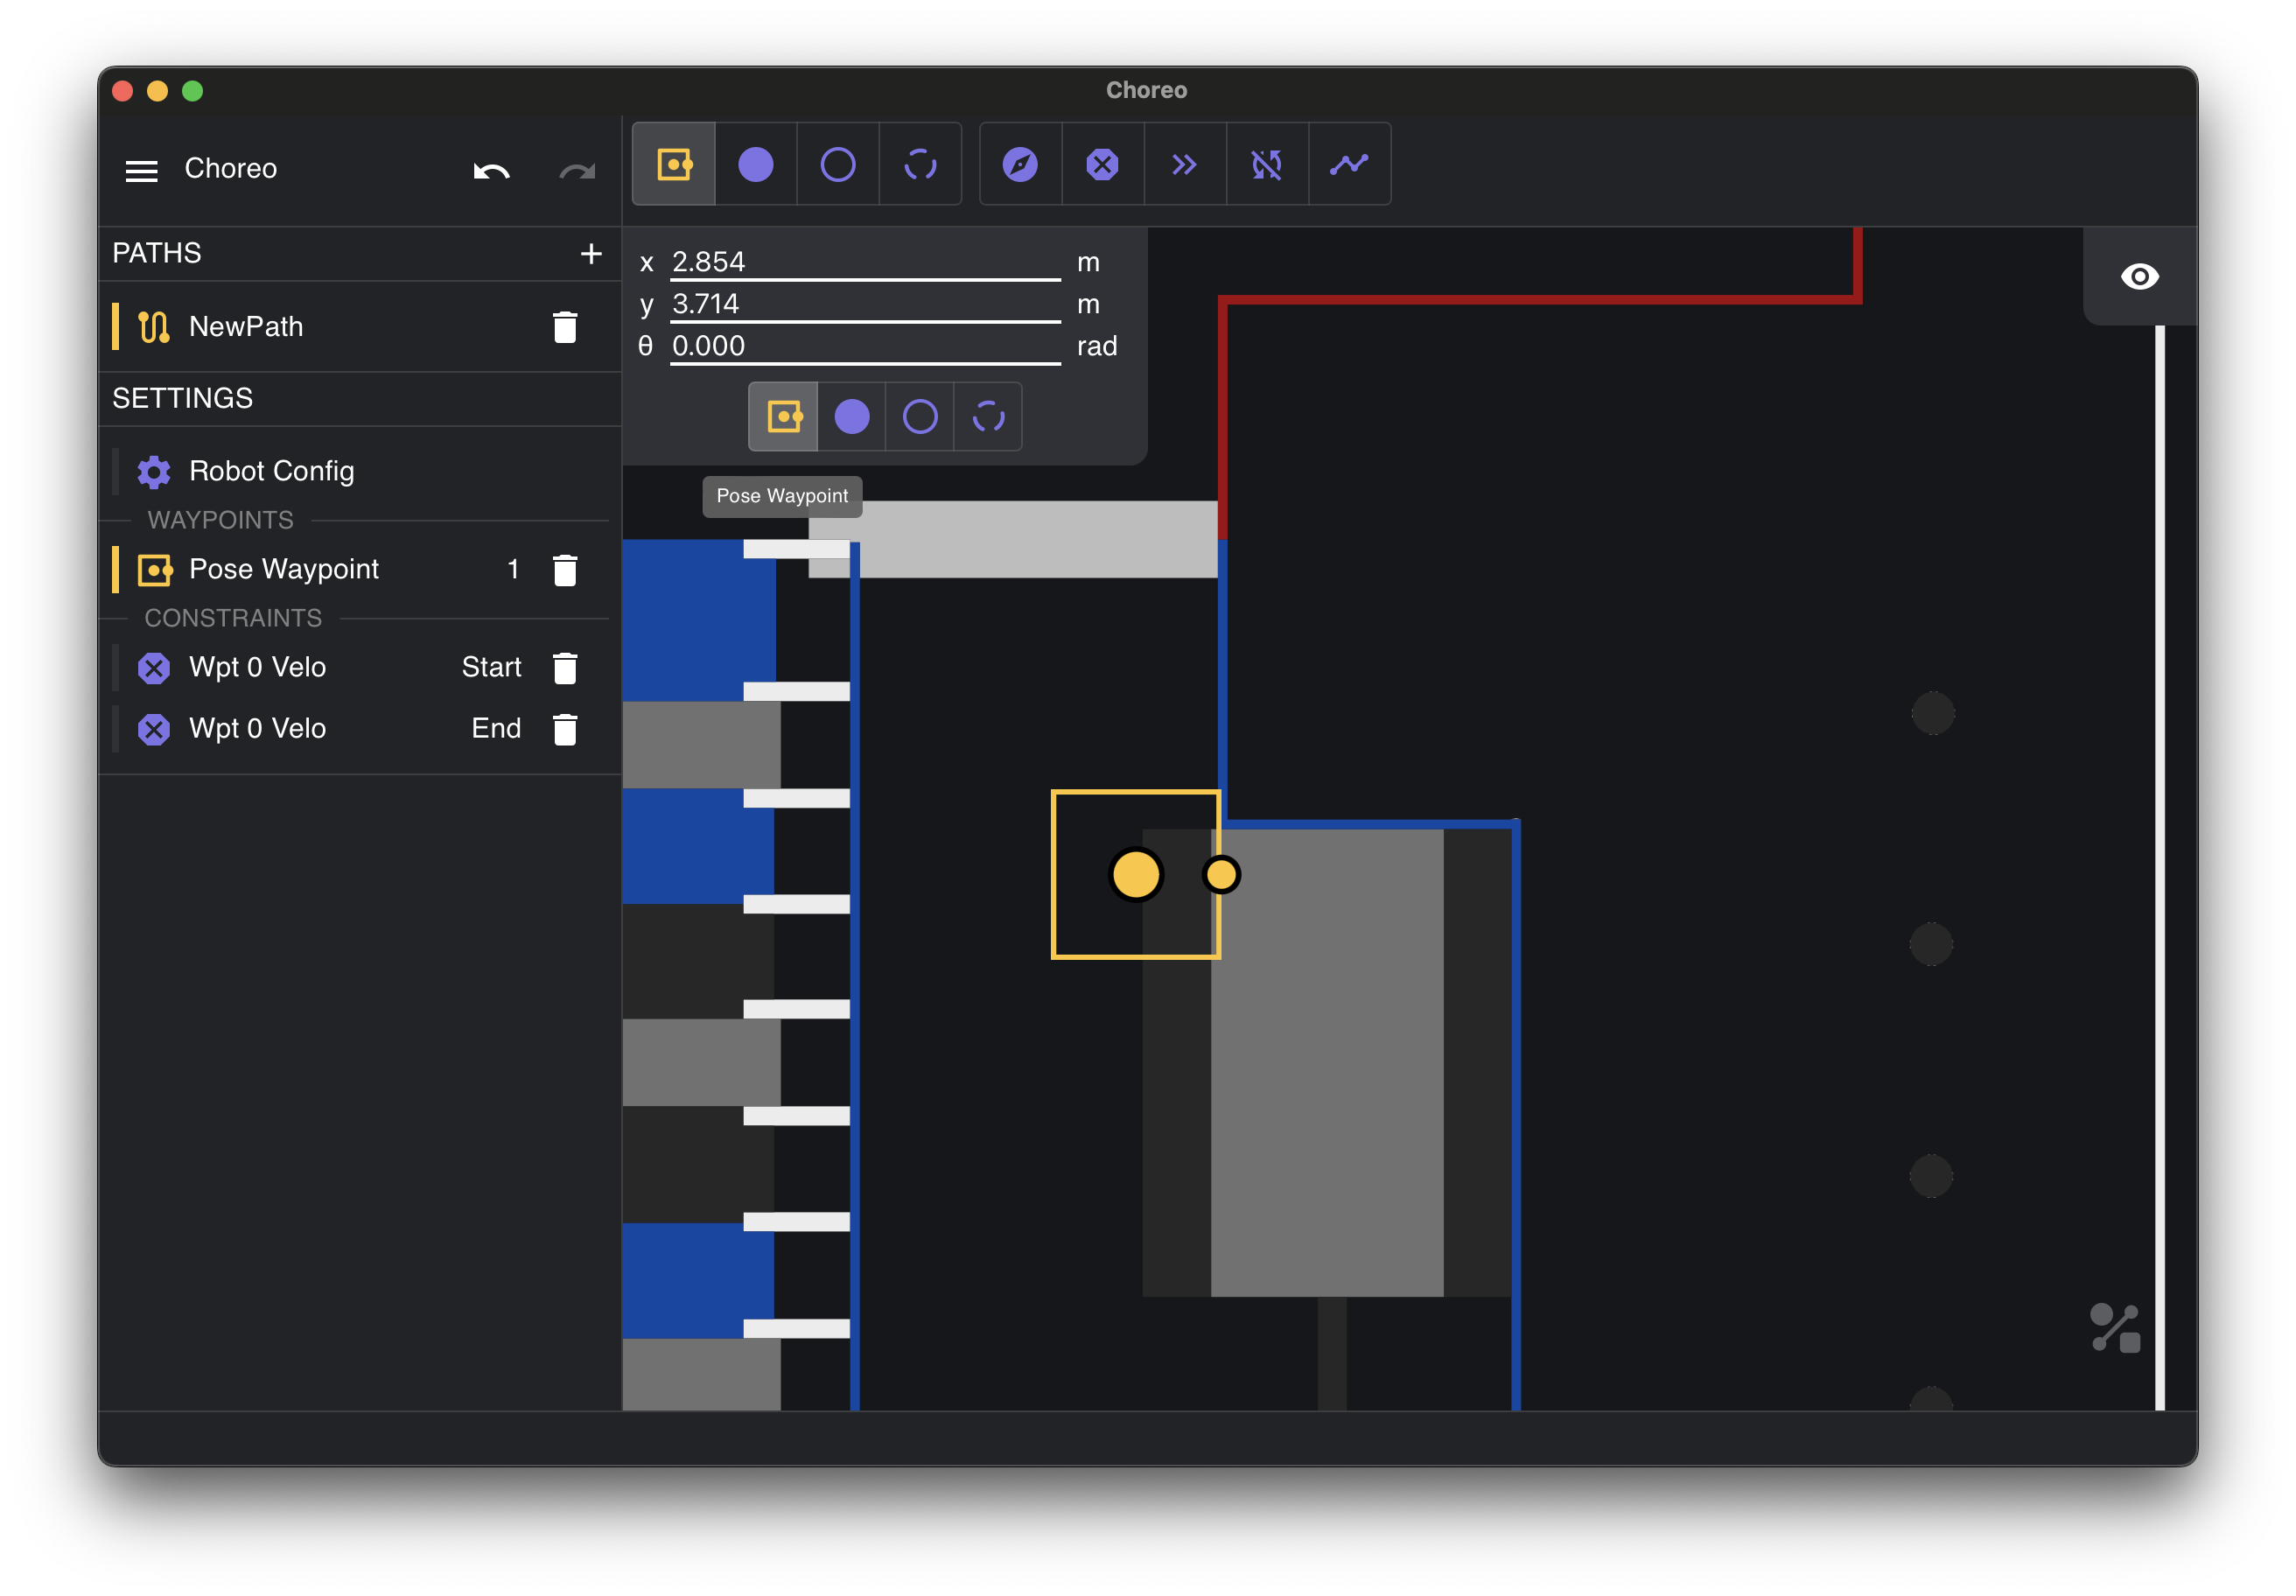 Choreo
Choreo
PATHS
NewPath
SETTINGS
Robot Config
WAYPOINTS
Pose Waypoint 1
CONSTRAINTS
Wpt 0 Velo Start
Wpt 0 Velo End
x 2.854 m
y 3.714 m
θ 0.000 rad
Pose Waypoint